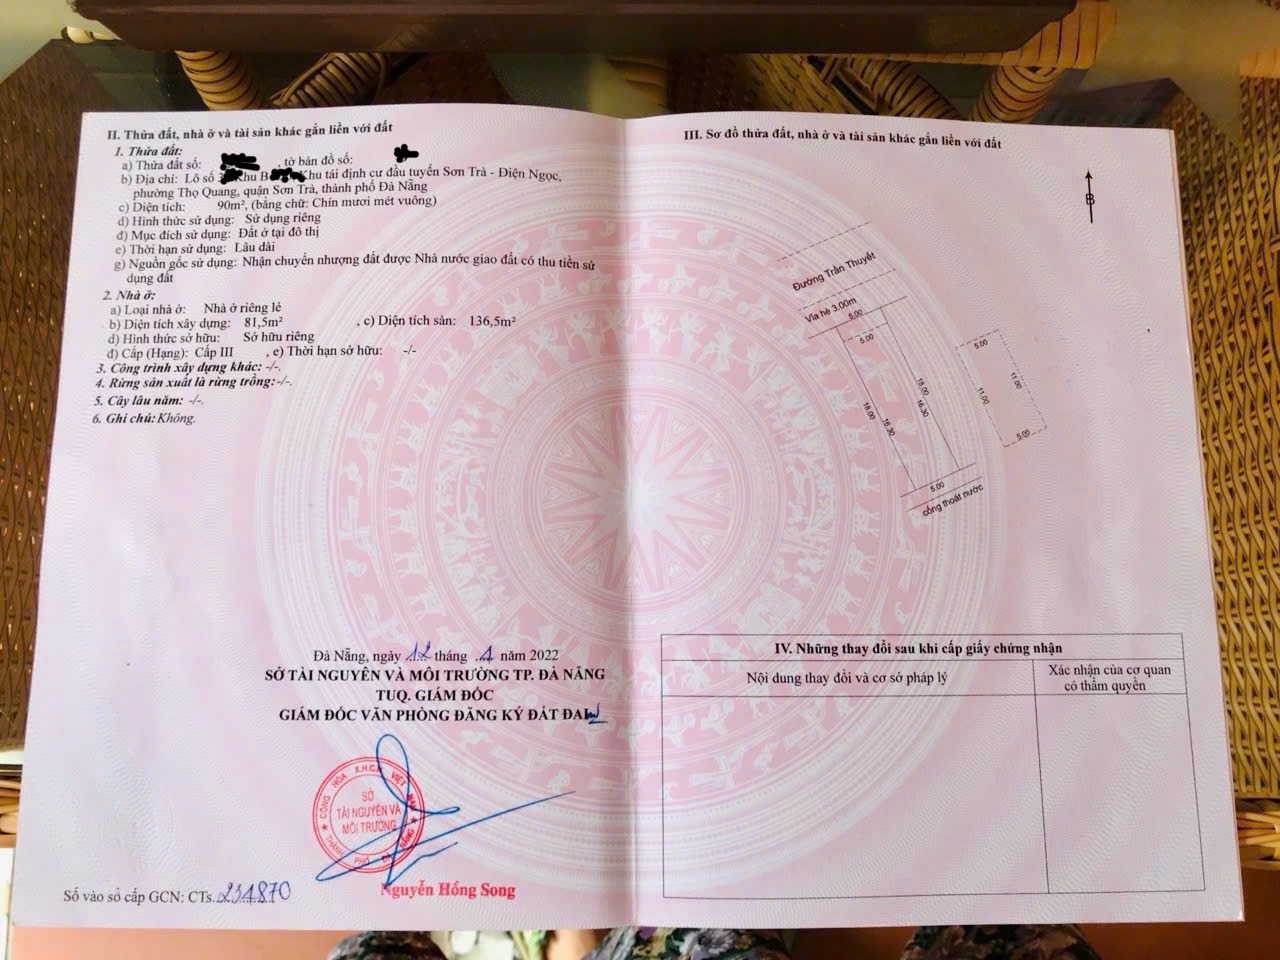 II. Thửa đất, nhà ở và tài sản khác gắn liền với đất
1. Thửa đất:
a) Thửa đất số: , tờ bản đồ số:
b) Địa chỉ: Lô số Khu B Khu tái định cư đầu tuyến Sơn Trà - Điện Ngọc,
phường Thọ Quang, quận Sơn Trà, thành phố Đà Nẵng
c) Diện tích: 90m², (bằng chữ: Chín mươi mét vuông)
d) Hình thức sử dụng: Sử dụng riêng
đ) Mục đích sử dụng: Đất ở tại đô thị
e) Thời hạn sử dụng: Lâu dài
g) Nguồn gốc sử dụng: Nhận chuyển nhượng đất được Nhà nước giao đất có thu tiền sử
dụng đất
2. Nhà ở:
a) Loại nhà ở: Nhà ở riêng lẻ
b) Diện tích xây dựng: 81,5m² , c) Diện tích sàn: 136,5m²
d) Hình thức sở hữu: Sở hữu riêng
đ) Cấp (Hạng): Cấp III , e) Thời hạn sở hữu: -/-
3. Công trình xây dựng khác: -/-.
4. Rừng sản xuất là rừng trồng:-/-.
5. Cây lâu năm: -/-.
6. Ghi chú: Không.
Đà Nẵng, ngày 12 tháng 1 năm 2022
SỞ TÀI NGUYÊN VÀ MÔI TRƯỜNG TP. ĐÀ NẴNG
TUQ. GIÁM ĐỐC
GIÁM ĐỐC VĂN PHÒNG ĐĂNG KÝ ĐẤT ĐAI
CỘNG HÒA X.H.C.N VIỆT NAM
SỞ
TÀI NGUYÊN VÀ
MÔI TRƯỜNG
THÀNH PHỐ ĐÀ NẴNG
Nguyễn Hồng Song
Số vào sổ cấp GCN: CTs. 234870
III. Sơ đồ thửa đất, nhà ở và tài sản khác gắn liền với đất
B
Đường Trần Thuyết
Vỉa hè 3.00m
5.00
5.00
18.00
16.30
18.00
16.30
5.00
cống thoát nước
5.00
11.00
11.00
5.00
IV. Những thay đổi sau khi cấp giấy chứng nhận
Nội dung thay đổi và cơ sở pháp lý
Xác nhận của cơ quan
có thẩm quyền